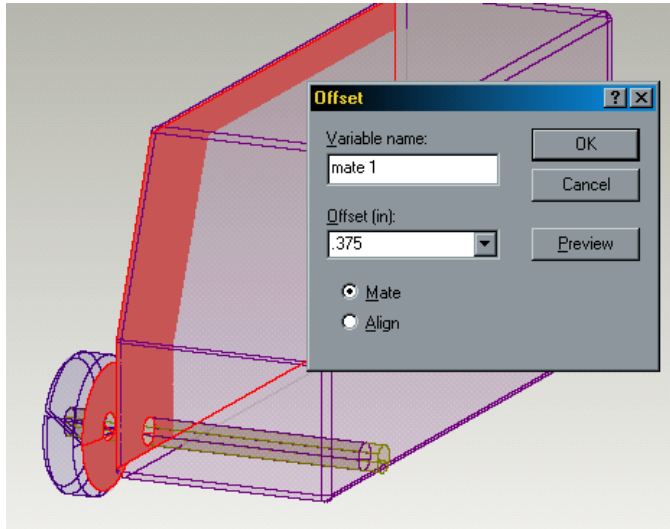 Offset
Variable name:
mate 1
OK
Cancel
Offset (in):
.375
Preview
Mate
Align